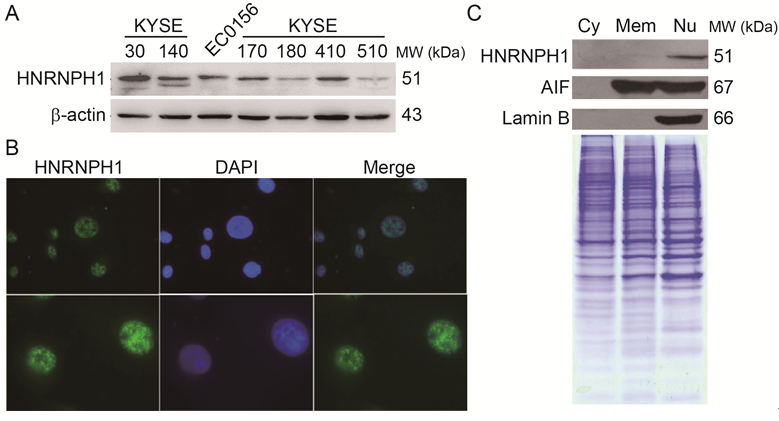 A
KYSE EC0156 KYSE
30 140 170 180 410 510 MW (kDa)
HNRNPH1 51
β-actin 43
B
HNRNPH1 DAPI Merge
C
Cy Mem Nu MW (kDa)
HNRNPH1 51
AIF 67
Lamin B 66